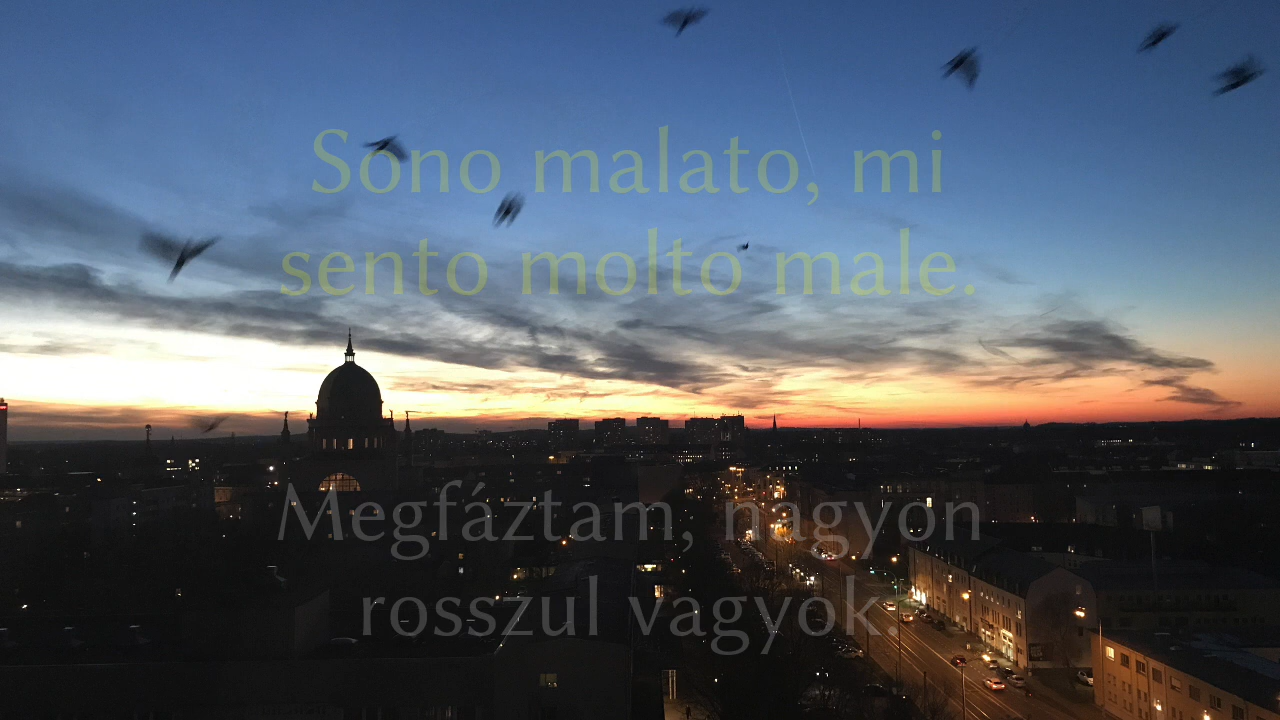 Sono malato, mi
sento molto male.
Megfáztam, nagyon
rosszul vagyok.